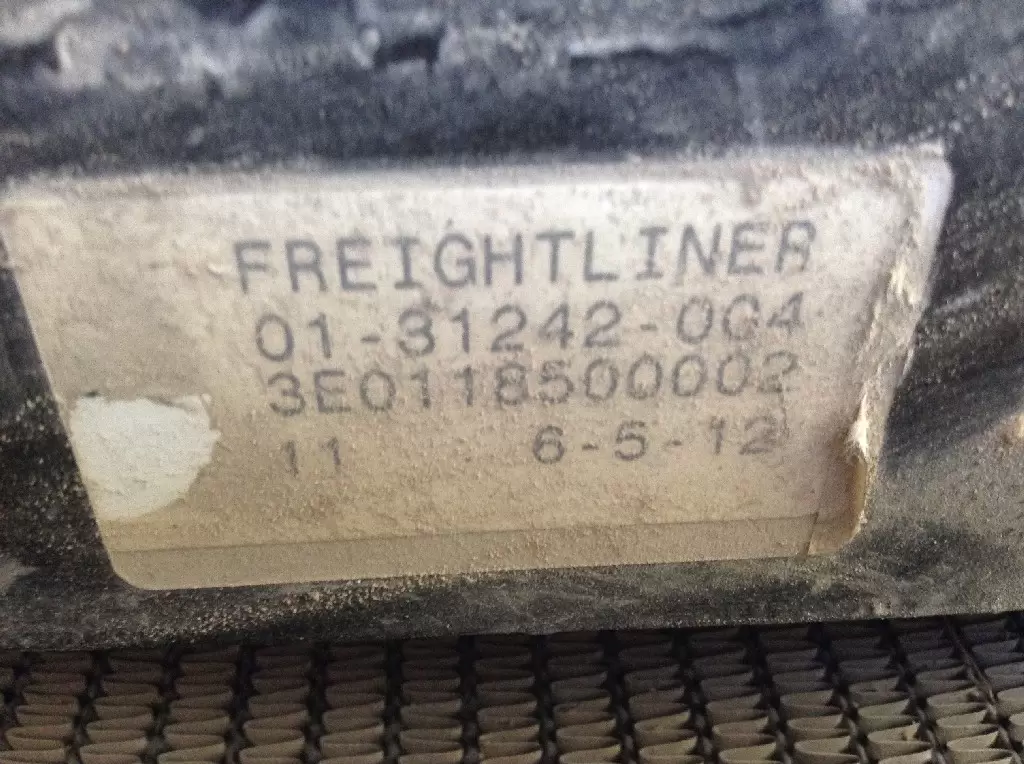 FREIGHTLINER
01-31242-004
3E0118500002
11 6-5-12